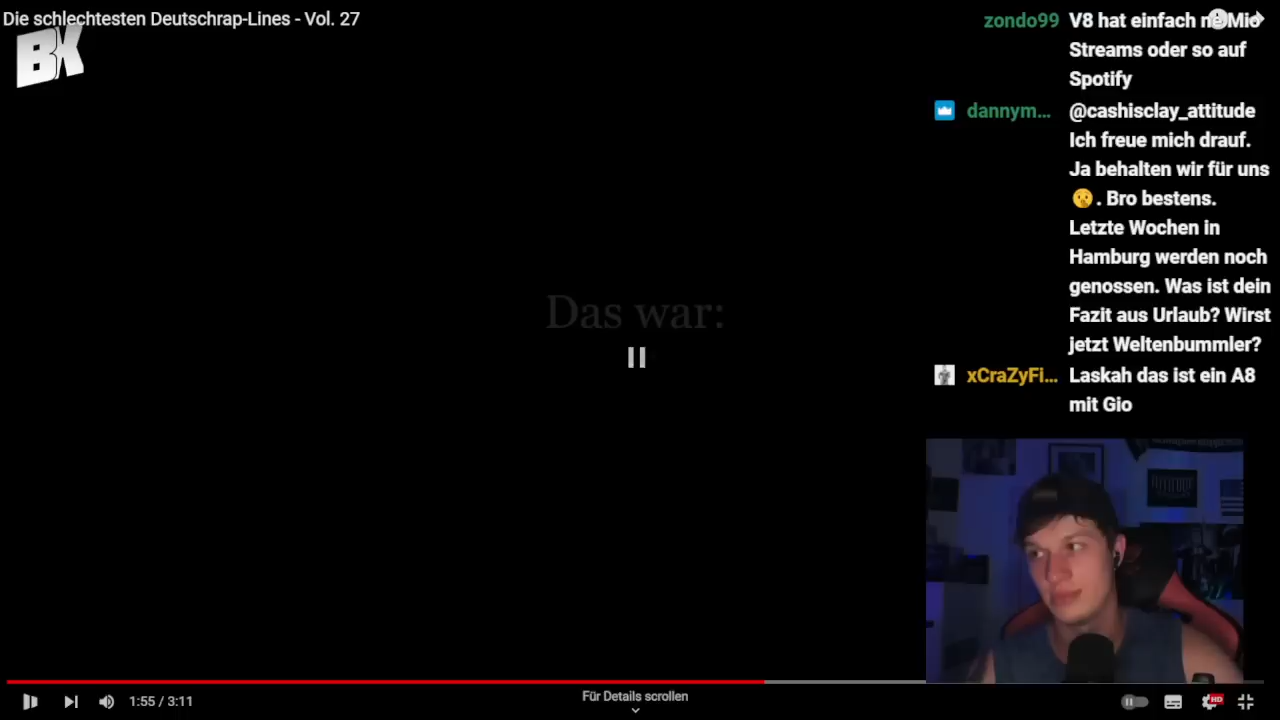 Die schlechtesten Deutschrap-Lines - Vol. 27
BK
zondo99 V8 hat einfach ne Mio
Streams oder so auf
Spotify
dannym... @cashisclay_attitude
Ich freue mich drauf.
Ja behalten wir für uns
🤫. Bro bestens.
Letzte Wochen in
Hamburg werden noch
genossen. Was ist dein
Fazit aus Urlaub? Wirst
jetzt Weltenbummler?
xCraZyFi... Laskah das ist ein A8
mit Gio
Das war:
1:55 / 3:11
Für Details scrollen
HD